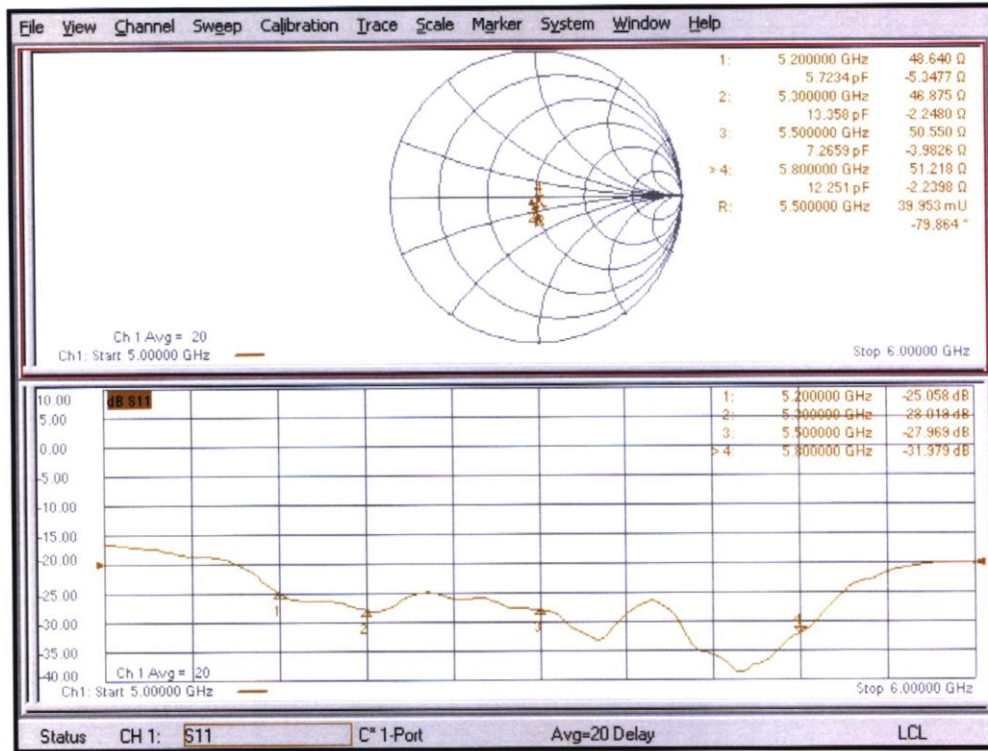 File View Channel Sweep Calibration Trace Scale Marker System Window Help
1: 5.200000 GHz 48.640 Ω
5.7234 pF -5.3477 Ω
2: 5.300000 GHz 46.875 Ω
13.358 pF -2.2480 Ω
3: 5.500000 GHz 50.550 Ω
7.2659 pF -3.9826 Ω
> 4: 5.800000 GHz 51.218 Ω
12.251 pF -2.2398 Ω
R: 5.500000 GHz 39.953 mU
-79.864 °
Ch 1 Avg = 20
Ch1: Start 5.00000 GHz
Stop 6.00000 GHz
10.00
5.00
0.00
-5.00
-10.00
-15.00
-20.00
-25.00
-30.00
-35.00
-40.00
dB S11
1: 5.200000 GHz -25.058 dB
2: 5.300000 GHz -28.019 dB
3: 5.500000 GHz -27.969 dB
> 4: 5.800000 GHz -31.979 dB
1
2
3
4
Ch 1 Avg = 20
Ch1: Start 5.00000 GHz
Stop 6.00000 GHz
Status CH 1: S11 C* 1-Port Avg=20 Delay LCL